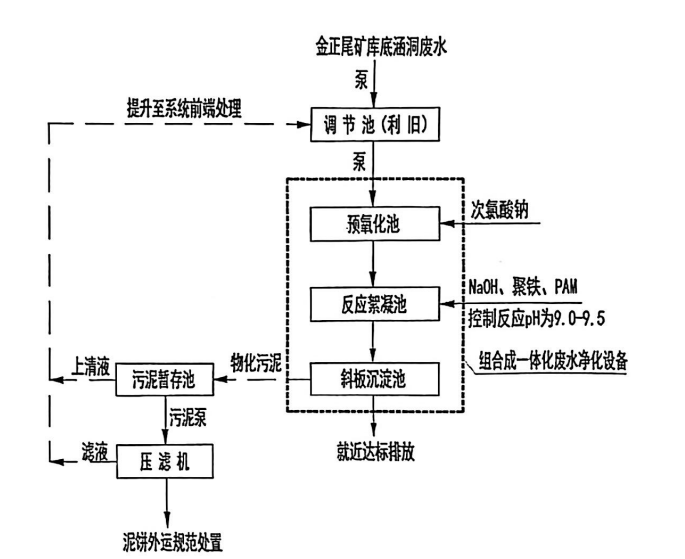 金正尾矿库底涵洞废水
泵
提升至系统前端处理
调节池(利旧)
泵
预氧化池
次氯酸钠
反应絮凝池
NaOH、聚铁、PAM
控制反应pH为9.0-9.5
组合成一体化废水净化设备
上清液
污泥暂存池
物化污泥
斜板沉淀池
污泥泵
就近达标排放
滤液
压滤机
泥饼外运规范处置